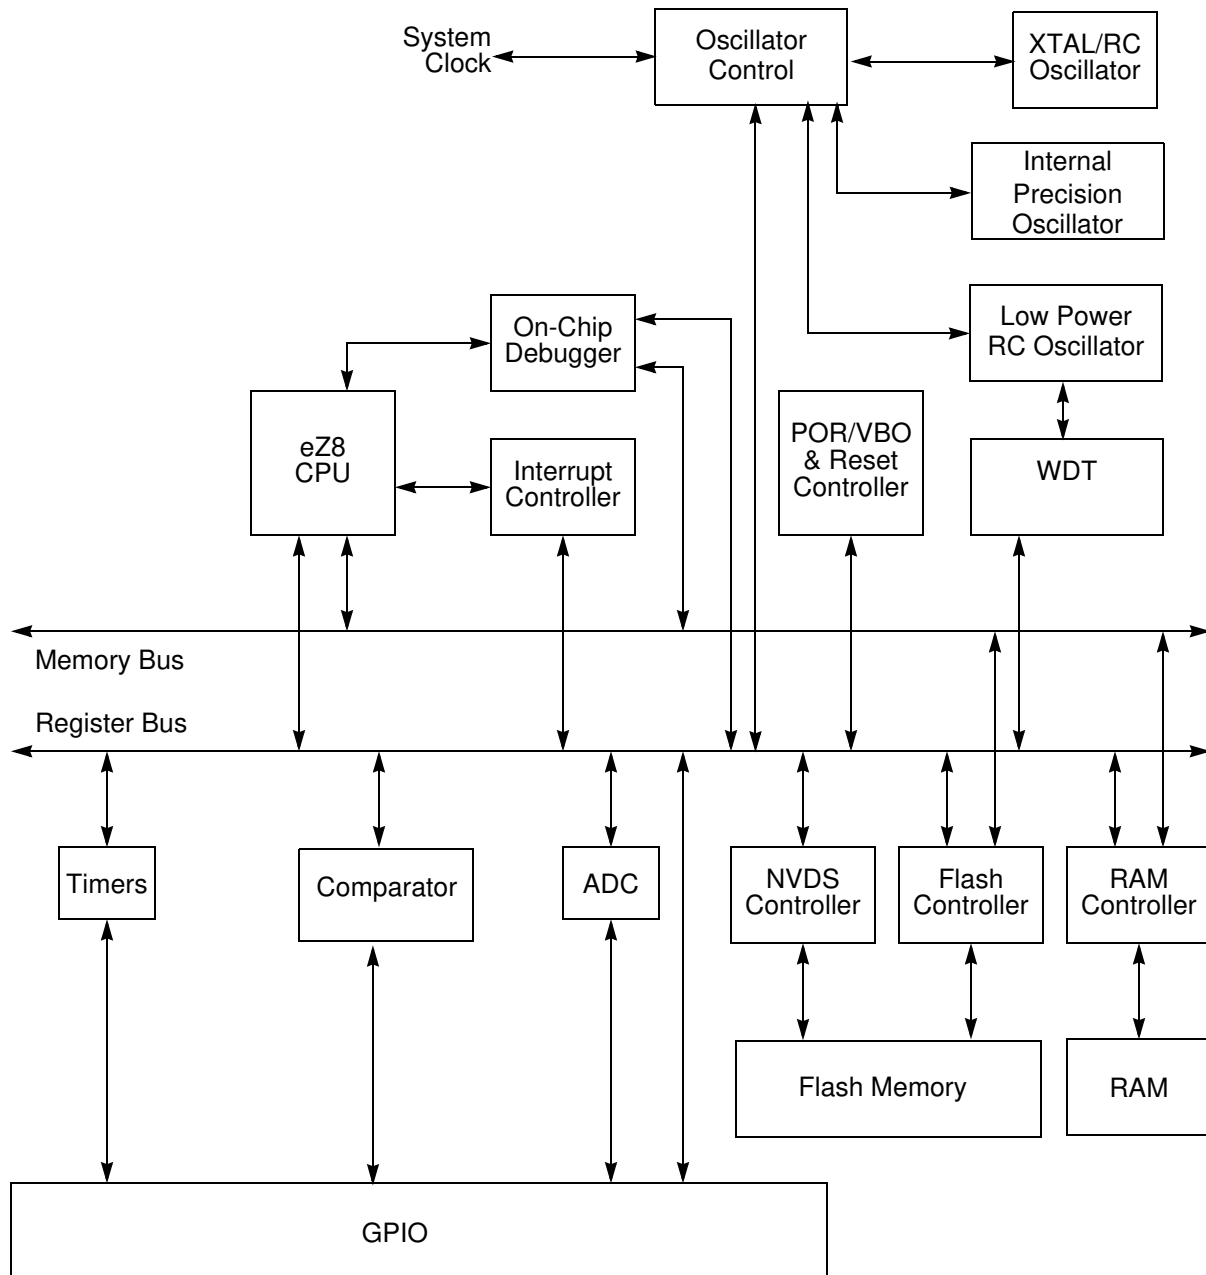 System
Clock
Oscillator
Control
XTAL/RC
Oscillator
Internal
Precision
Oscillator
On-Chip
Debugger
Low Power
RC Oscillator
eZ8
CPU
Interrupt
Controller
POR/VBO
& Reset
Controller
WDT
Memory Bus
Register Bus
Timers
Comparator
ADC
NVDS
Controller
Flash
Controller
RAM
Controller
Flash Memory
RAM
GPIO